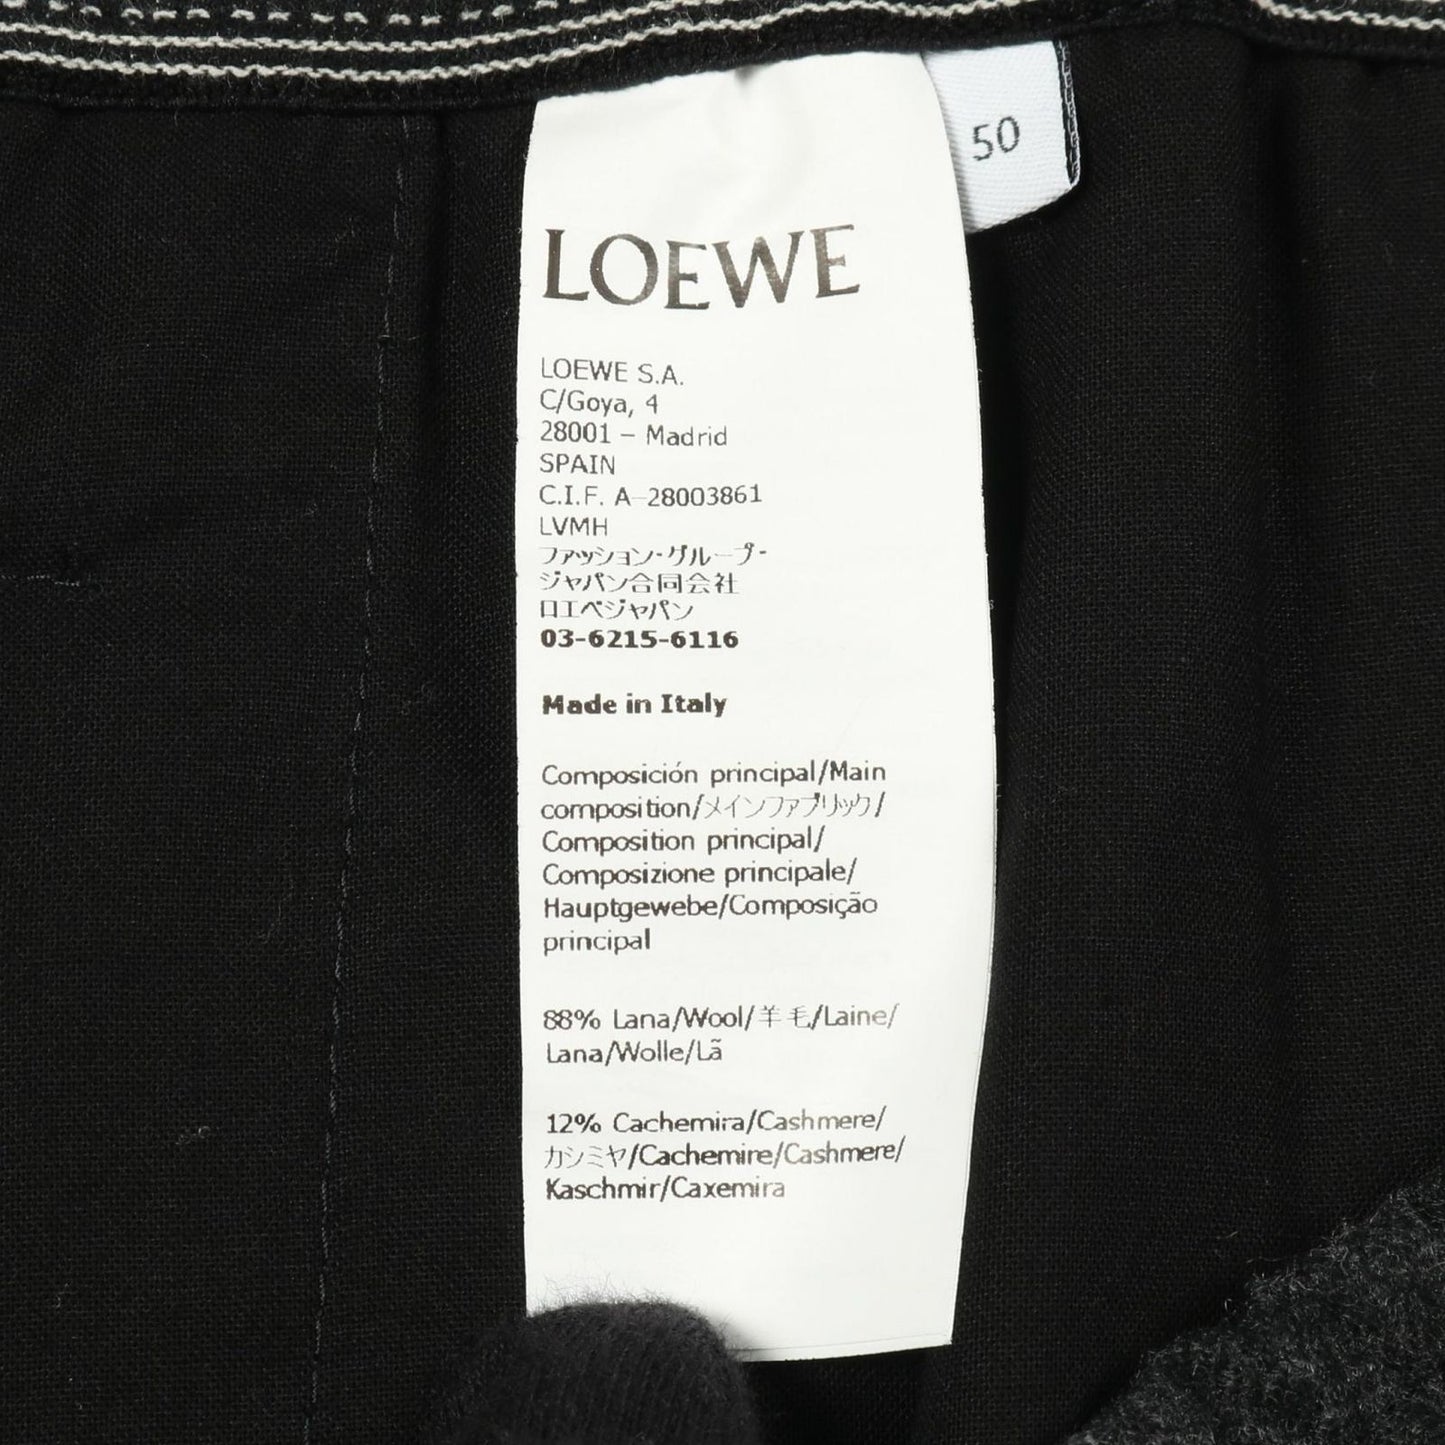 50
LOEWE
LOEWE S.A.
C/Goya, 4
28001 – Madrid
SPAIN
C.I.F. A-28003861
LVMH
ファッション・グループ・
ジャパン合同会社
ロエベジャパン
03-6215-6116
Made in Italy
Composición principal/Main
composition/メインファブリック/
Composition principal/
Composizione principale/
Hauptgewebe/Composição
principal
88% Lana/Wool/羊毛/Laine/
Lana/Wolle/Lã
12% Cachemira/Cashmere/
カシミヤ/Cachemire/Cashmere/
Kaschmir/Caxemira